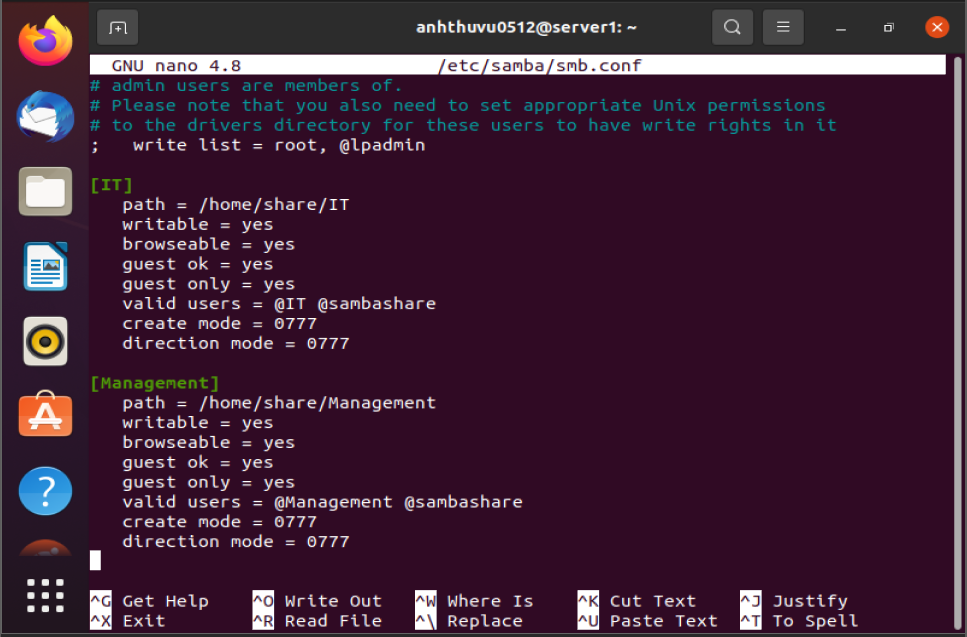 anhthuvu0512@server1: ~
GNU nano 4.8 /etc/samba/smb.conf
# admin users are members of.
# Please note that you also need to set appropriate Unix permissions
# to the drivers directory for these users to have write rights in it
; write list = root, @lpadmin
[IT]
path = /home/share/IT
writable = yes
browseable = yes
guest ok = yes
guest only = yes
valid users = @IT @sambashare
create mode = 0777
direction mode = 0777
[Management]
path = /home/share/Management
writable = yes
browseable = yes
guest ok = yes
guest only = yes
valid users = @Management @sambashare
create mode = 0777
direction mode = 0777
^G Get Help ^O Write Out ^W Where Is ^K Cut Text ^J Justify
^X Exit ^R Read File ^\ Replace ^U Paste Text ^T To Spell